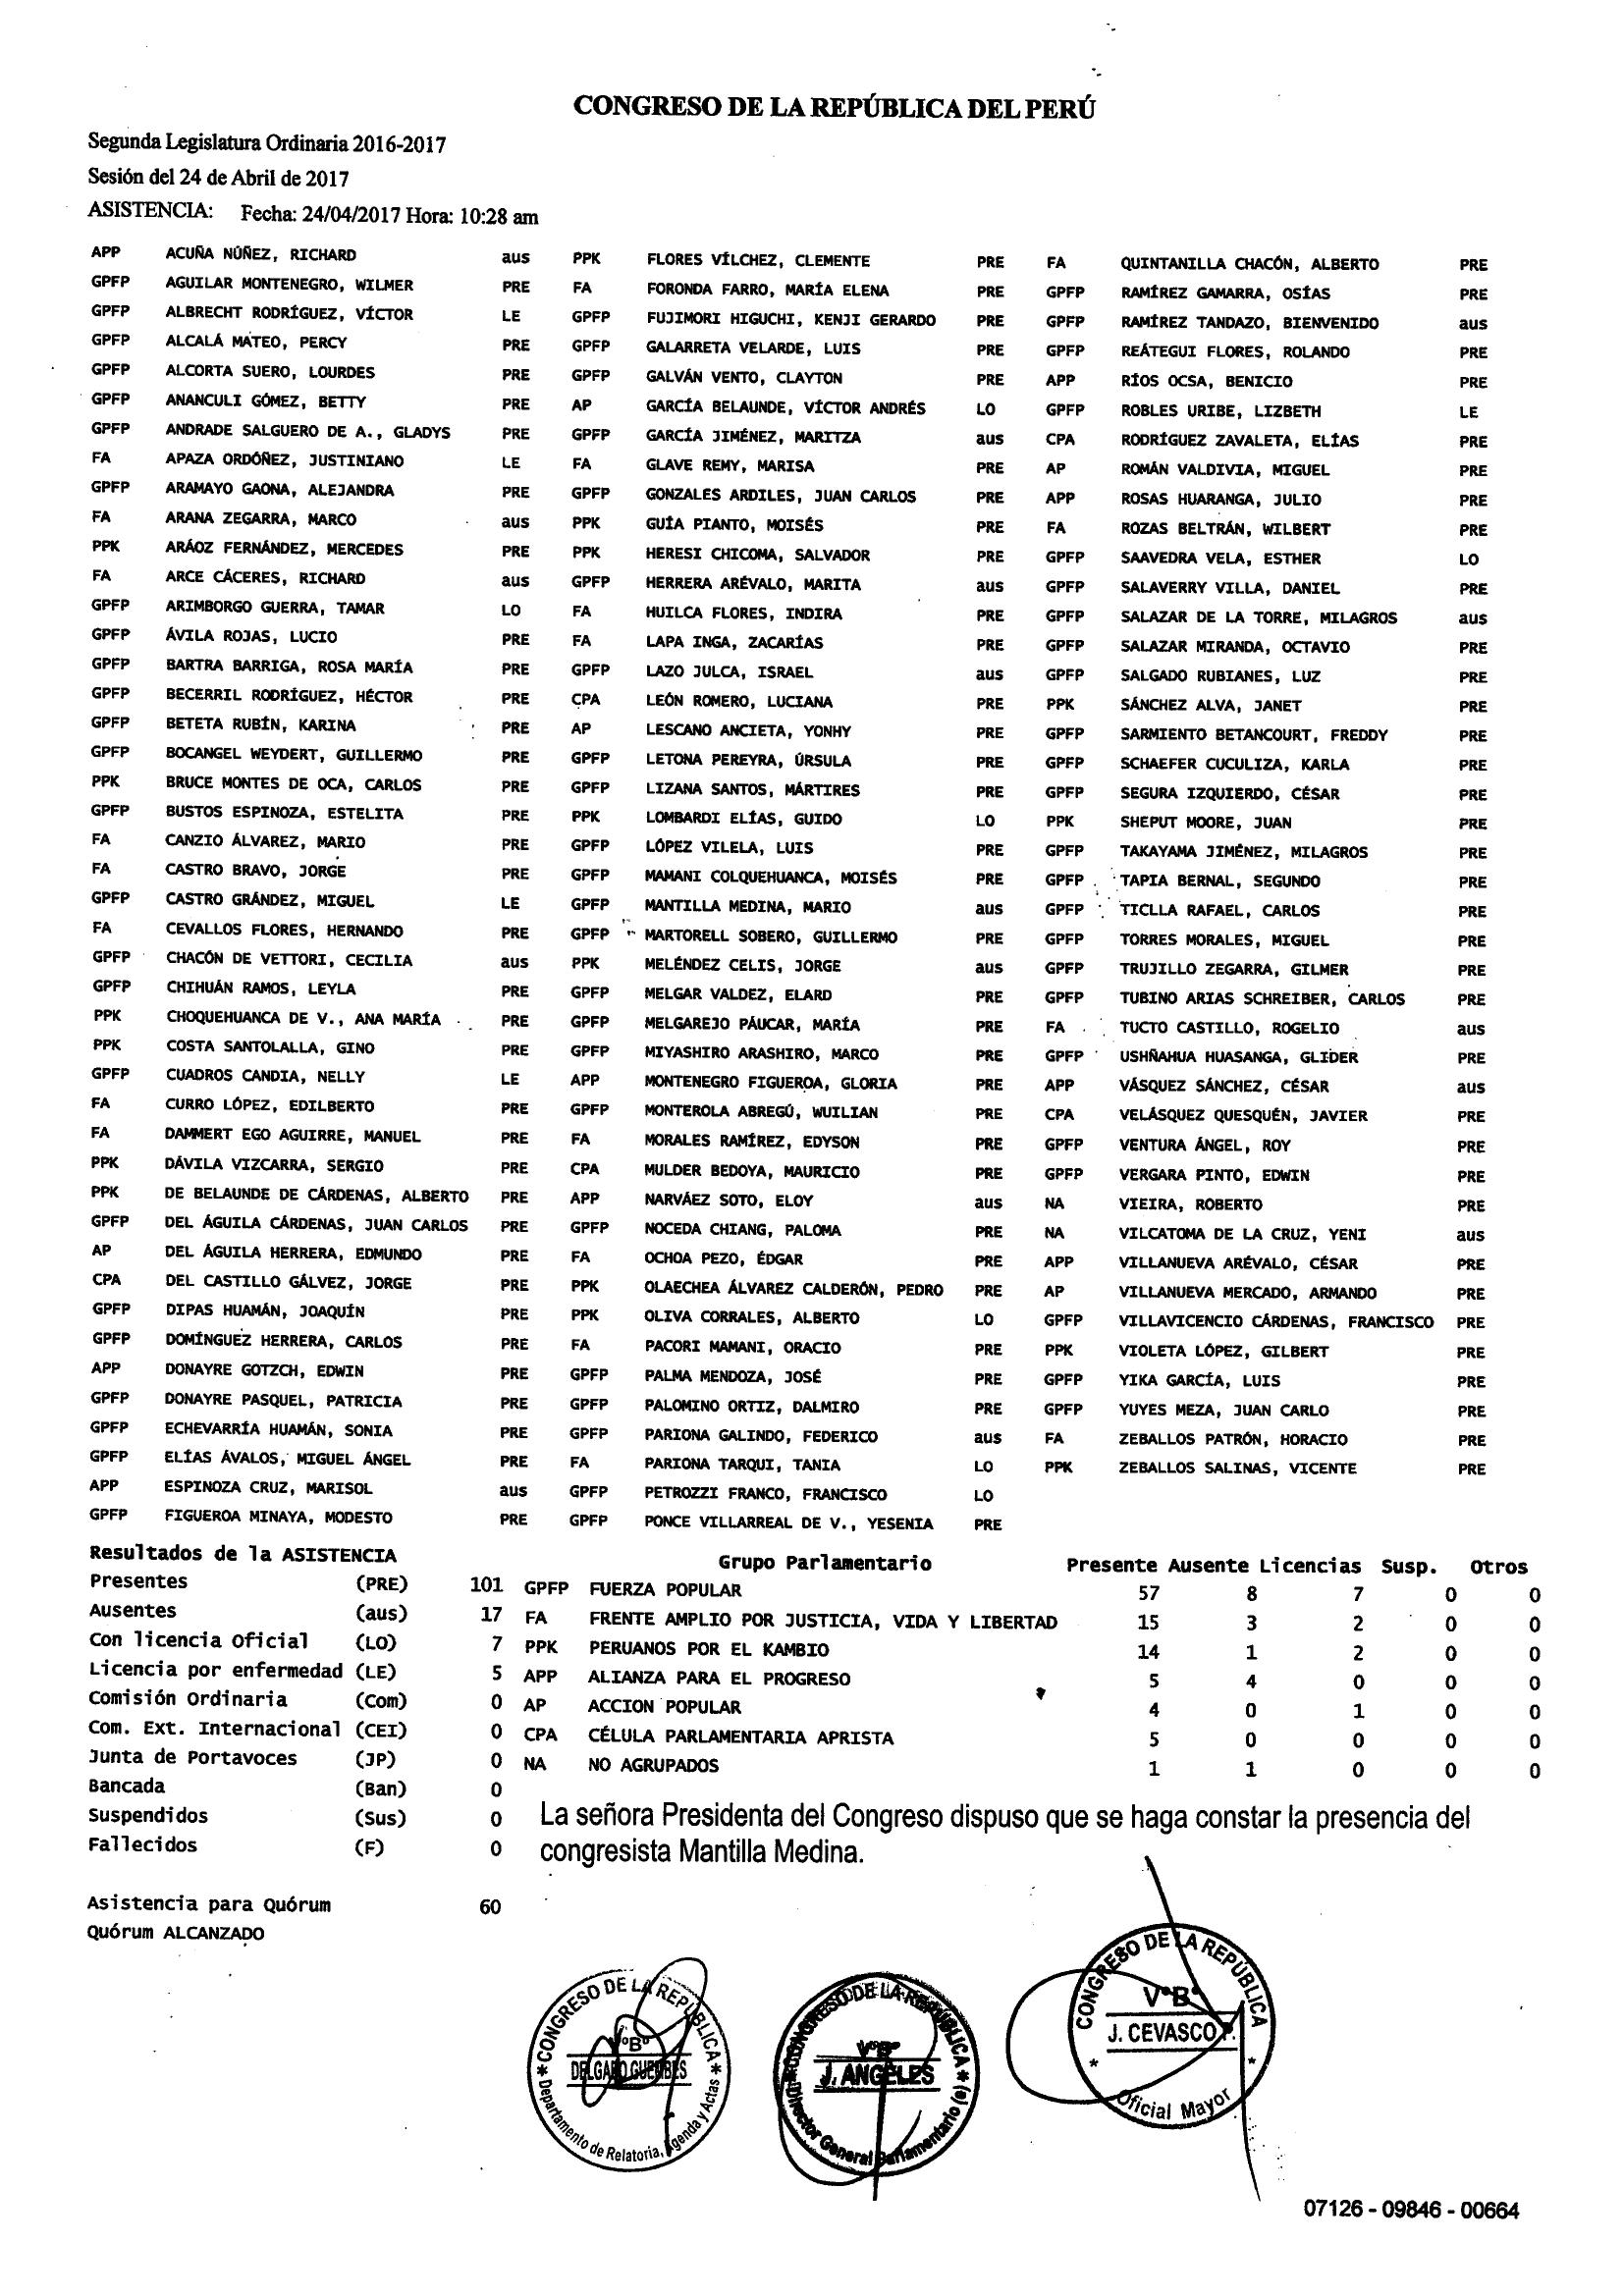 CONGRESO DE LA REPÚBLICA DEL PERÚ
Segunda Legislatura Ordinaria 2016-2017
Sesión del 24 de Abril de 2017
ASISTENCIA: Fecha: 24/04/2017 Hora: 10:28 am
APP ACUÑA NÚÑEZ, RICHARD aus
GPFP AGUILAR MONTENEGRO, WILMER PRE
GPFP ALBRECHT RODRÍGUEZ, VÍCTOR LE
GPFP ALCALÁ MATEO, PERCY PRE
GPFP ALCORTA SUERO, LOURDES PRE
GPFP ANANCULI GÓMEZ, BETTY PRE
GPFP ANDRADE SALGUERO DE A., GLADYS PRE
FA APAZA ORDÓÑEZ, JUSTINIANO LE
GPFP ARAMAYO GAONA, ALEJANDRA PRE
FA ARANA ZEGARRA, MARCO aus
PPK ARÁOZ FERNÁNDEZ, MERCEDES PRE
FA ARCE CÁCERES, RICHARD aus
GPFP ARIMBORGO GUERRA, TAMAR LO
GPFP ÁVILA ROJAS, LUCIO PRE
GPFP BARTRA BARRIGA, ROSA MARÍA PRE
GPFP BECERRIL RODRÍGUEZ, HÉCTOR PRE
GPFP BETETA RUBÍN, KARINA PRE
GPFP BOCANGEL WEYDERT, GUILLERMO PRE
PPK BRUCE MONTES DE OCA, CARLOS PRE
GPFP BUSTOS ESPINOZA, ESTELITA PRE
FA CANZIO ÁLVAREZ, MARIO PRE
FA CASTRO BRAVO, JORGE PRE
GPFP CASTRO GRÁNDEZ, MIGUEL LE
FA CEVALLOS FLORES, HERNANDO PRE
GPFP CHACÓN DE VETTORI, CECILIA aus
GPFP CHIHUÁN RAMOS, LEYLA PRE
PPK CHOQUEHUANCA DE V., ANA MARÍA PRE
PPK COSTA SANTOLALLA, GINO PRE
GPFP CUADROS CANDIA, NELLY LE
FA CURRO LÓPEZ, EDILBERTO PRE
FA DAMMERT EGO AGUIRRE, MANUEL PRE
PPK DÁVILA VIZCARRA, SERGIO PRE
PPK DE BELAUNDE DE CÁRDENAS, ALBERTO PRE
GPFP DEL ÁGUILA CÁRDENAS, JUAN CARLOS PRE
AP DEL ÁGUILA HERRERA, EDMUNDO PRE
CPA DEL CASTILLO GÁLVEZ, JORGE PRE
GPFP DIPAS HUAMÁN, JOAQUÍN PRE
GPFP DOMÍNGUEZ HERRERA, CARLOS PRE
APP DONAYRE GOTZCH, EDWIN PRE
GPFP DONAYRE PASQUEL, PATRICIA PRE
GPFP ECHEVARRÍA HUAMÁN, SONIA PRE
GPFP ELÍAS ÁVALOS, MIGUEL ÁNGEL PRE
APP ESPINOZA CRUZ, MARISOL aus
GPFP FIGUEROA MINAYA, MODESTO PRE
PPK FLORES VÍLCHEZ, CLEMENTE PRE
FA FORONDA FARRO, MARÍA ELENA PRE
GPFP FUJIMORI HIGUCHI, KENJI GERARDO PRE
GPFP GALARRETA VELARDE, LUIS PRE
GPFP GALVÁN VENTO, CLAYTON PRE
AP GARCÍA BELAUNDE, VÍCTOR ANDRÉS LO
GPFP GARCÍA JIMÉNEZ, MARITZA aus
FA GLAVE REMY, MARISA PRE
GPFP GONZALES ARDILES, JUAN CARLOS PRE
PPK GUÍA PIANTO, MOISÉS PRE
PPK HERESI CHICOMA, SALVADOR PRE
GPFP HERRERA ARÉVALO, MARITA aus
FA HUILCA FLORES, INDIRA PRE
FA LAPA INGA, ZACARÍAS PRE
GPFP LAZO JULCA, ISRAEL aus
CPA LEÓN ROMERO, LUCIANA PRE
AP LESCANO ANCIETA, YONHY PRE
GPFP LETONA PEREYRA, ÚRSULA PRE
GPFP LIZANA SANTOS, MÁRTIRES PRE
PPK LOMBARDI ELÍAS, GUIDO LO
GPFP LÓPEZ VILELA, LUIS PRE
GPFP MAMANI COLQUEHUANCA, MOISÉS PRE
GPFP MANTILLA MEDINA, MARIO aus
GPFP MARTORELL SOBERO, GUILLERMO PRE
PPK MELÉNDEZ CELIS, JORGE aus
GPFP MELGAR VALDEZ, ELARD PRE
GPFP MELGAREJO PÁUCAR, MARÍA PRE
GPFP MIYASHIRO ARASHIRO, MARCO PRE
APP MONTENEGRO FIGUEROA, GLORIA PRE
GPFP MONTEROLA ABREGÚ, WUILIAN PRE
FA MORALES RAMÍREZ, EDYSON PRE
CPA MULDER BEDOYA, MAURICIO PRE
APP NARVÁEZ SOTO, ELOY aus
GPFP NOCEDA CHIANG, PALOMA PRE
FA OCHOA PEZO, ÉDGAR PRE
PPK OLAECHEA ÁLVAREZ CALDERÓN, PEDRO PRE
PPK OLIVA CORRALES, ALBERTO LO
FA PACORI MAMANI, ORACIO PRE
GPFP PALMA MENDOZA, JOSÉ PRE
GPFP PALOMINO ORTIZ, DALMIRO PRE
GPFP PARIONA GALINDO, FEDERICO aus
FA PARIONA TARQUI, TANIA LO
GPFP PETROZZI FRANCO, FRANCISCO LO
GPFP PONCE VILLARREAL DE V., YESENIA PRE
FA QUINTANILLA CHACÓN, ALBERTO PRE
GPFP RAMÍREZ GAMARRA, OSÍAS PRE
GPFP RAMÍREZ TANDAZO, BIENVENIDO aus
GPFP REÁTEGUI FLORES, ROLANDO PRE
APP RÍOS OCSA, BENICIO PRE
GPFP ROBLES URIBE, LIZBETH LE
CPA RODRÍGUEZ ZAVALETA, ELÍAS PRE
AP ROMÁN VALDIVIA, MIGUEL PRE
APP ROSAS HUARANGA, JULIO PRE
FA ROZAS BELTRÁN, WILBERT PRE
GPFP SAAVEDRA VELA, ESTHER LO
GPFP SALAVERRY VILLA, DANIEL PRE
GPFP SALAZAR DE LA TORRE, MILAGROS aus
GPFP SALAZAR MIRANDA, OCTAVIO PRE
GPFP SALGADO RUBIANES, LUZ PRE
PPK SÁNCHEZ ALVA, JANET PRE
GPFP SARMIENTO BETANCOURT, FREDDY PRE
GPFP SCHAEFER CUCULIZA, KARLA PRE
GPFP SEGURA IZQUIERDO, CÉSAR PRE
PPK SHEPUT MOORE, JUAN PRE
GPFP TAKAYAMA JIMÉNEZ, MILAGROS PRE
GPFP TAPIA BERNAL, SEGUNDO PRE
GPFP TICLLA RAFAEL, CARLOS PRE
GPFP TORRES MORALES, MIGUEL PRE
GPFP TRUJILLO ZEGARRA, GILMER PRE
GPFP TUBINO ARIAS SCHREIBER, CARLOS PRE
FA TUCTO CASTILLO, ROGELIO aus
GPFP USHÑAHUA HUASANGA, GLIDER PRE
APP VÁSQUEZ SÁNCHEZ, CÉSAR aus
CPA VELÁSQUEZ QUESQUÉN, JAVIER PRE
GPFP VENTURA ÁNGEL, ROY PRE
GPFP VERGARA PINTO, EDWIN PRE
NA VIEIRA, ROBERTO PRE
NA VILCATOMA DE LA CRUZ, YENI aus
APP VILLANUEVA ARÉVALO, CÉSAR PRE
AP VILLANUEVA MERCADO, ARMANDO PRE
GPFP VILLAVICENCIO CÁRDENAS, FRANCISCO PRE
PPK VIOLETA LÓPEZ, GILBERT PRE
GPFP YIKA GARCÍA, LUIS PRE
GPFP YUYES MEZA, JUAN CARLO PRE
FA ZEBALLOS PATRÓN, HORACIO PRE
PPK ZEBALLOS SALINAS, VICENTE PRE
Resultados de la ASISTENCIA
Presentes (PRE) 101
Ausentes (aus) 17
Con licencia Oficial (LO) 7
Licencia por enfermedad (LE) 5
Comisión Ordinaria (Com) 0
Com. Ext. Internacional (CEI) 0
Junta de Portavoces (JP) 0
Bancada (Ban) 0
Suspendidos (Sus) 0
Fallecidos (F) 0
Asistencia para Quórum 60
Quórum ALCANZADO
Grupo Parlamentario Presente Ausente Licencias Susp. Otros
GPFP FUERZA POPULAR 57 8 7 0 0
FA FRENTE AMPLIO POR JUSTICIA, VIDA Y LIBERTAD 15 3 2 0 0
PPK PERUANOS POR EL KAMBIO 14 1 2 0 0
APP ALIANZA PARA EL PROGRESO 5 4 0 0 0
AP ACCION POPULAR 4 0 1 0 0
CPA CÉLULA PARLAMENTARIA APRISTA 5 0 0 0 0
NA NO AGRUPADOS 1 1 0 0 0
La señora Presidenta del Congreso dispuso que se haga constar la presencia del
congresista Mantilla Medina.
CONGRESO DE LA REPÚBLICA
VºBº
Departamento de Relatoría, Agenda y Actas
CONGRESO DE LA REPÚBLICA
VºBº
J. ANGELES
Director General Parlamentario (e)
CONGRESO DE LA REPÚBLICA
VºBº
J. CEVASCO P.
Oficial Mayor
07126 - 09846 - 00664